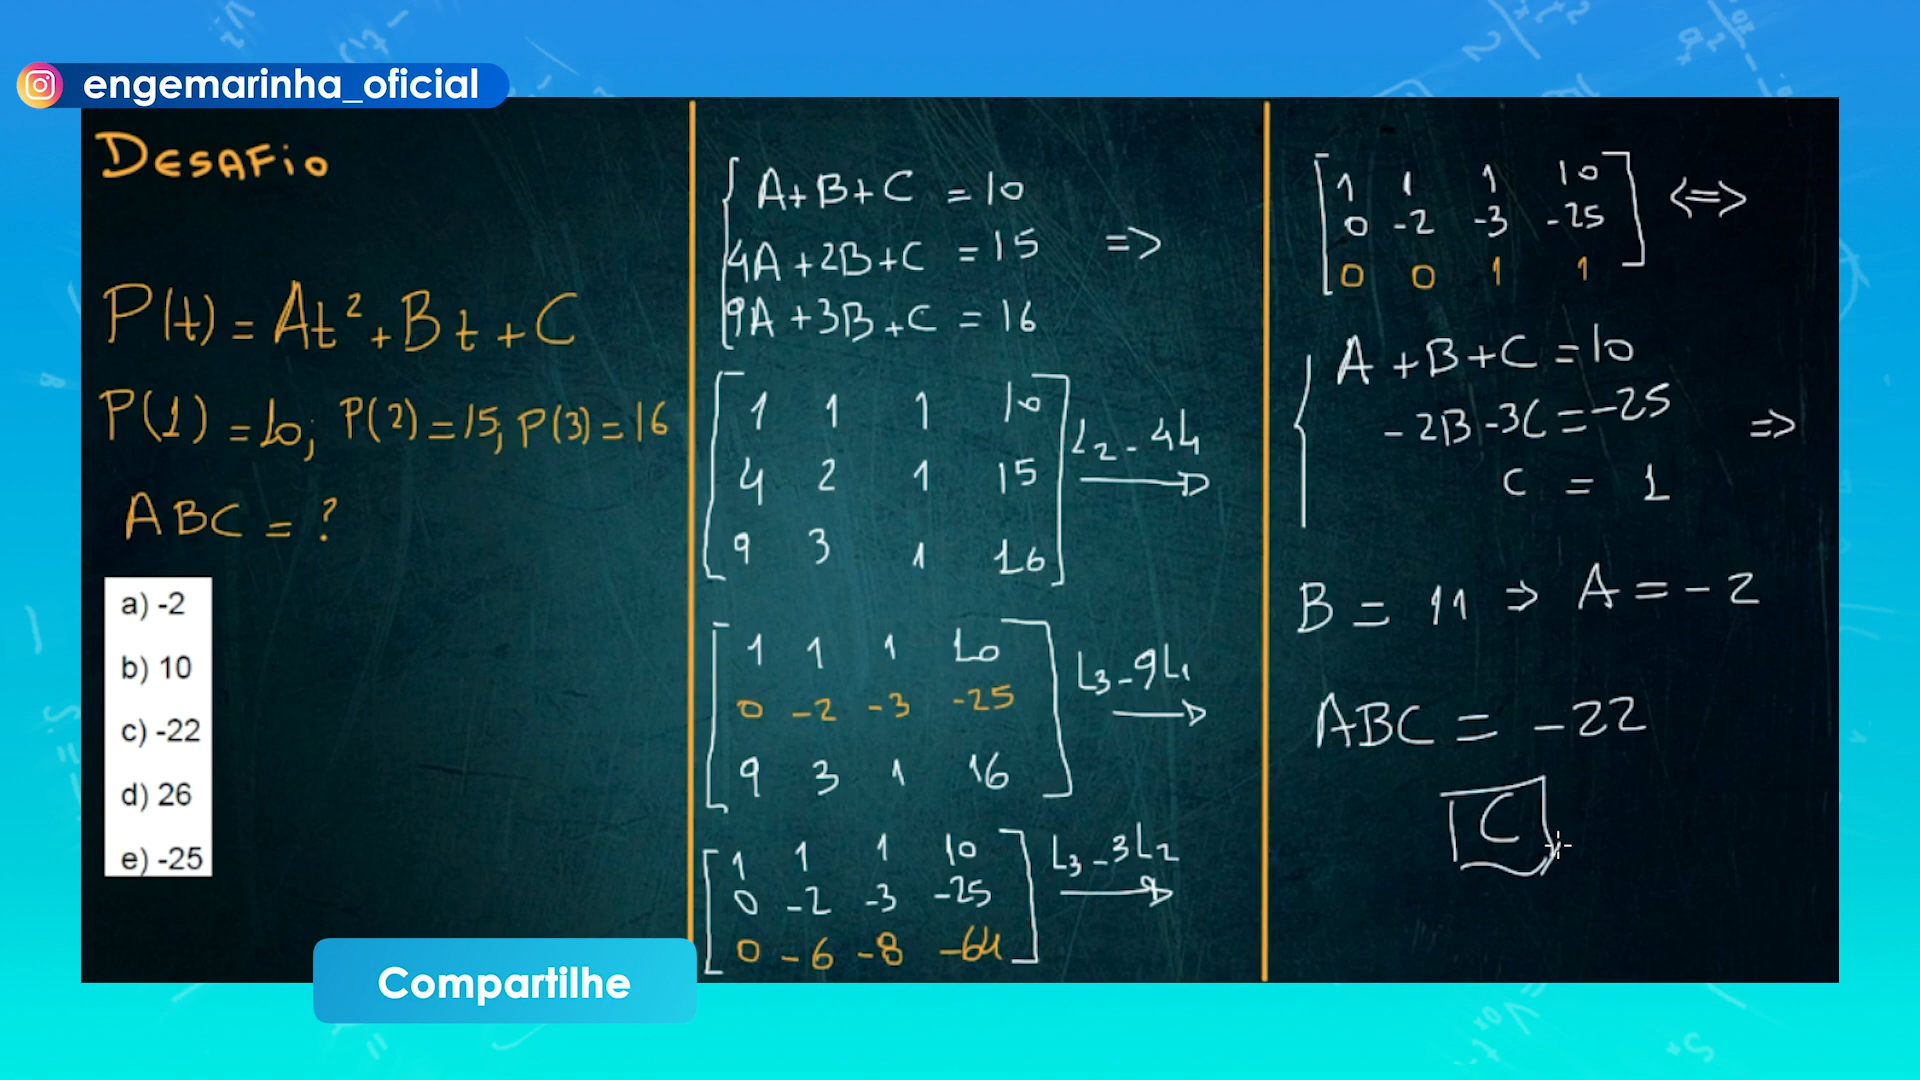 engemarinha_oficial
DESAFIO
P(t) = At² + Bt + C
P(1) = 10; P(2) = 15; P(3) = 16
ABC = ?
a) -2
b) 10
c) -22
d) 26
e) -25
Compartilhe
A+B+C = 10
4A+2B+C = 15 =>
9A+3B+C = 16
1 1 1 10
4 2 1 15
9 3 1 16
L2 - 4L
1 1 1 10
0 -2 -3 -25
9 3 1 16
L3 - 9L1
1 1 1 10
0 -2 -3 -25
0 -6 -8 -64
L3 - 3L2
1 1 1 10
0 -2 -3 -25
0 0 1 1
<=>
A + B + C = 10
-2B - 3C = -25 =>
C = 1
B = 11 => A = -2
ABC = -22
C